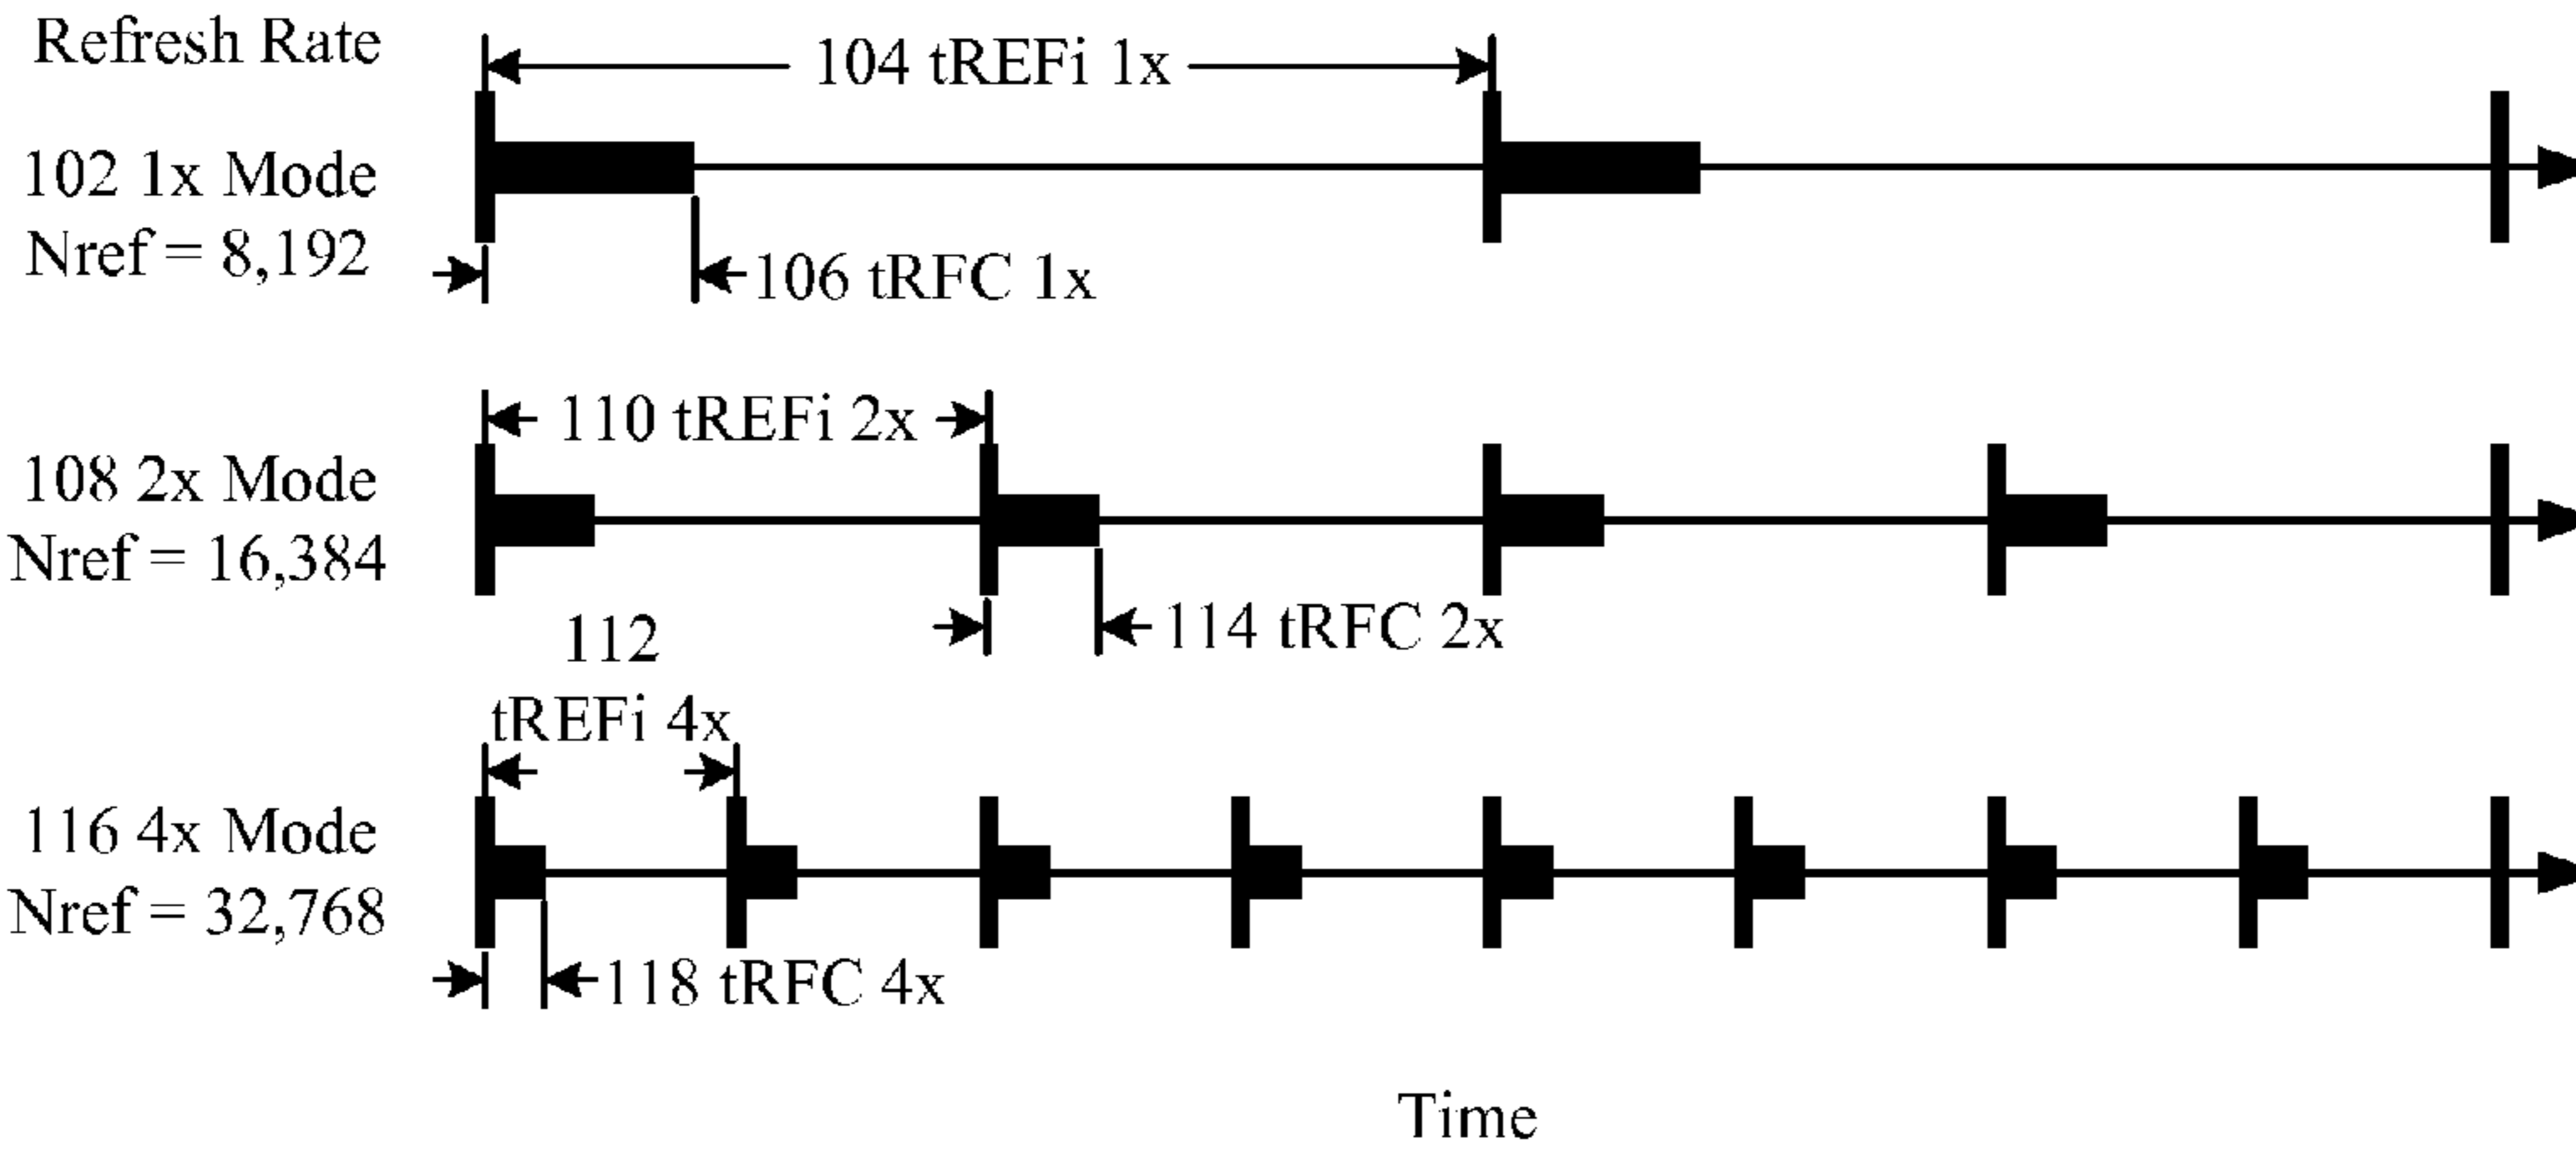 Refresh Rate
104 tREFi 1x
102 1x Mode
Nref = 8,192
106 tRFC 1x
110 tREFi 2x
108 2x Mode
Nref = 16,384
114 tRFC 2x
112
tREFi 4x
116 4x Mode
Nref = 32,768
118 tRFC 4x
Time